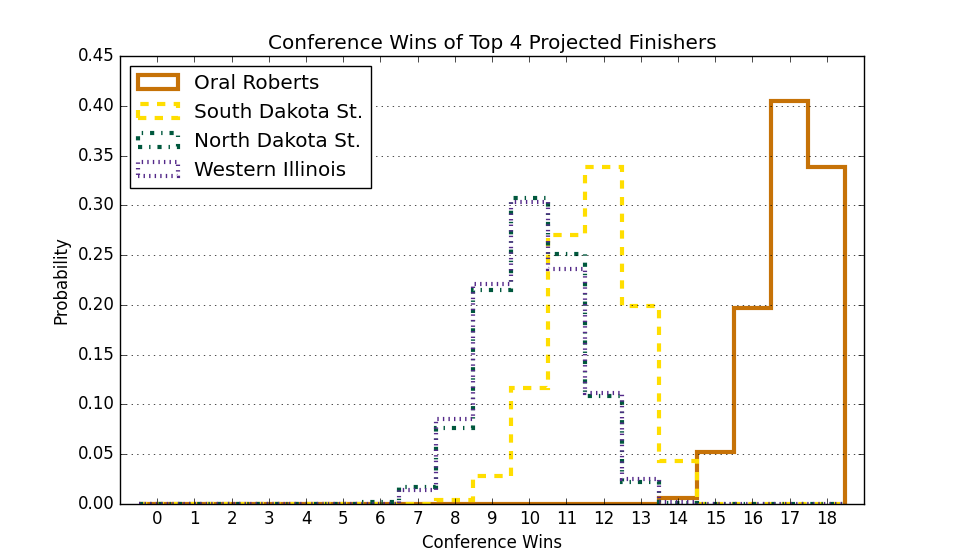 Conference Wins of Top 4 Projected Finishers
0.45
0.40
0.35
0.30
0.25
0.20
0.15
0.10
0.05
0.00
Probability
Oral Roberts
South Dakota St.
North Dakota St.
Western Illinois
0 1 2 3 4 5 6 7 8 9 10 11 12 13 14 15 16 17 18
Conference Wins